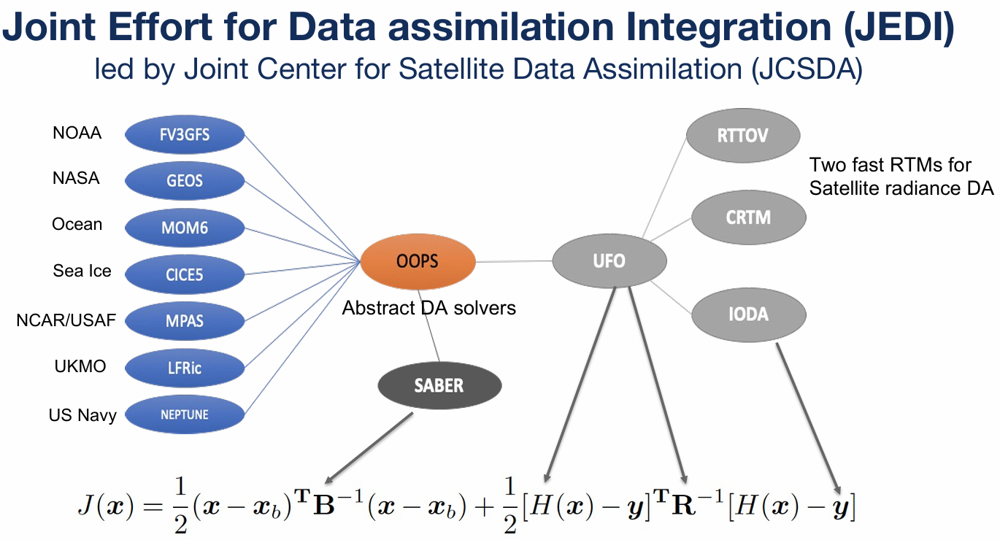 Joint Effort for Data assimilation Integration (JEDI)
led by Joint Center for Satellite Data Assimilation (JCSDA)
NOAA FV3GFS
NASA GEOS
Ocean MOM6
Sea Ice CICE5
NCAR/USAF MPAS
UKMO LFRic
US Navy NEPTUNE
OOPS
Abstract DA solvers
SABER
UFO
RTTOV
Two fast RTMs for
Satellite radiance DA
CRTM
IODA
J(x) = 1/2(x − x_b)^T B^−1(x − x_b) + 1/2[H(x) − y]^T R^−1[H(x) − y]